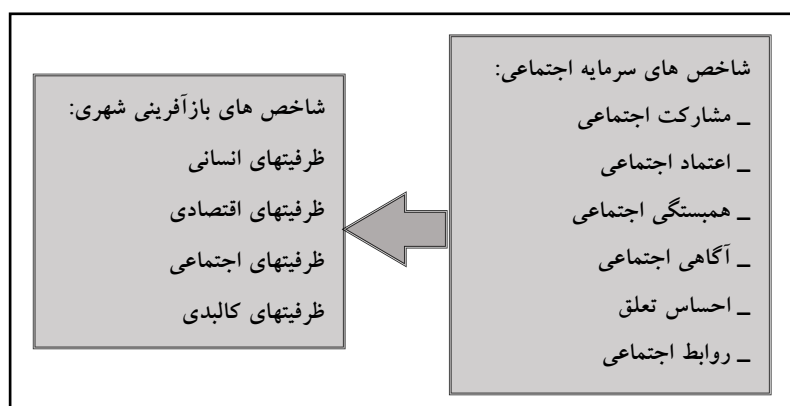 شاخص های سرمایه اجتماعی:
ـ مشارکت اجتماعی
ـ اعتماد اجتماعی
ـ همبستگی اجتماعی
ـ آگاهی اجتماعی
ـ احساس تعلق
ـ روابط اجتماعی
شاخص های بازآفرینی شهری:
ظرفیتهای انسانی
ظرفیتهای اقتصادی
ظرفیتهای اجتماعی
ظرفیتهای کالبدی